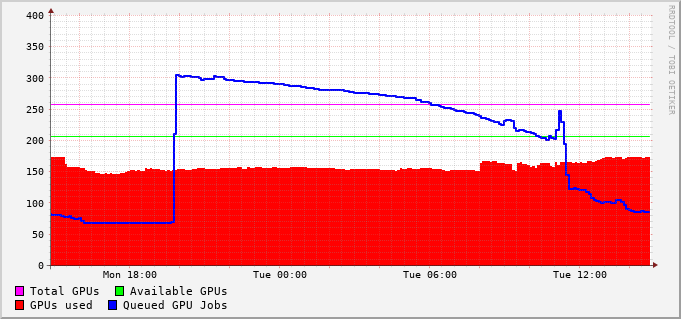 400
350
300
250
200
150
100
50
0
Mon 18:00 Tue 00:00 Tue 06:00 Tue 12:00
Total GPUs Available GPUs
GPUs used Queued GPU Jobs
RRDTOOL / TOBI OETIKER